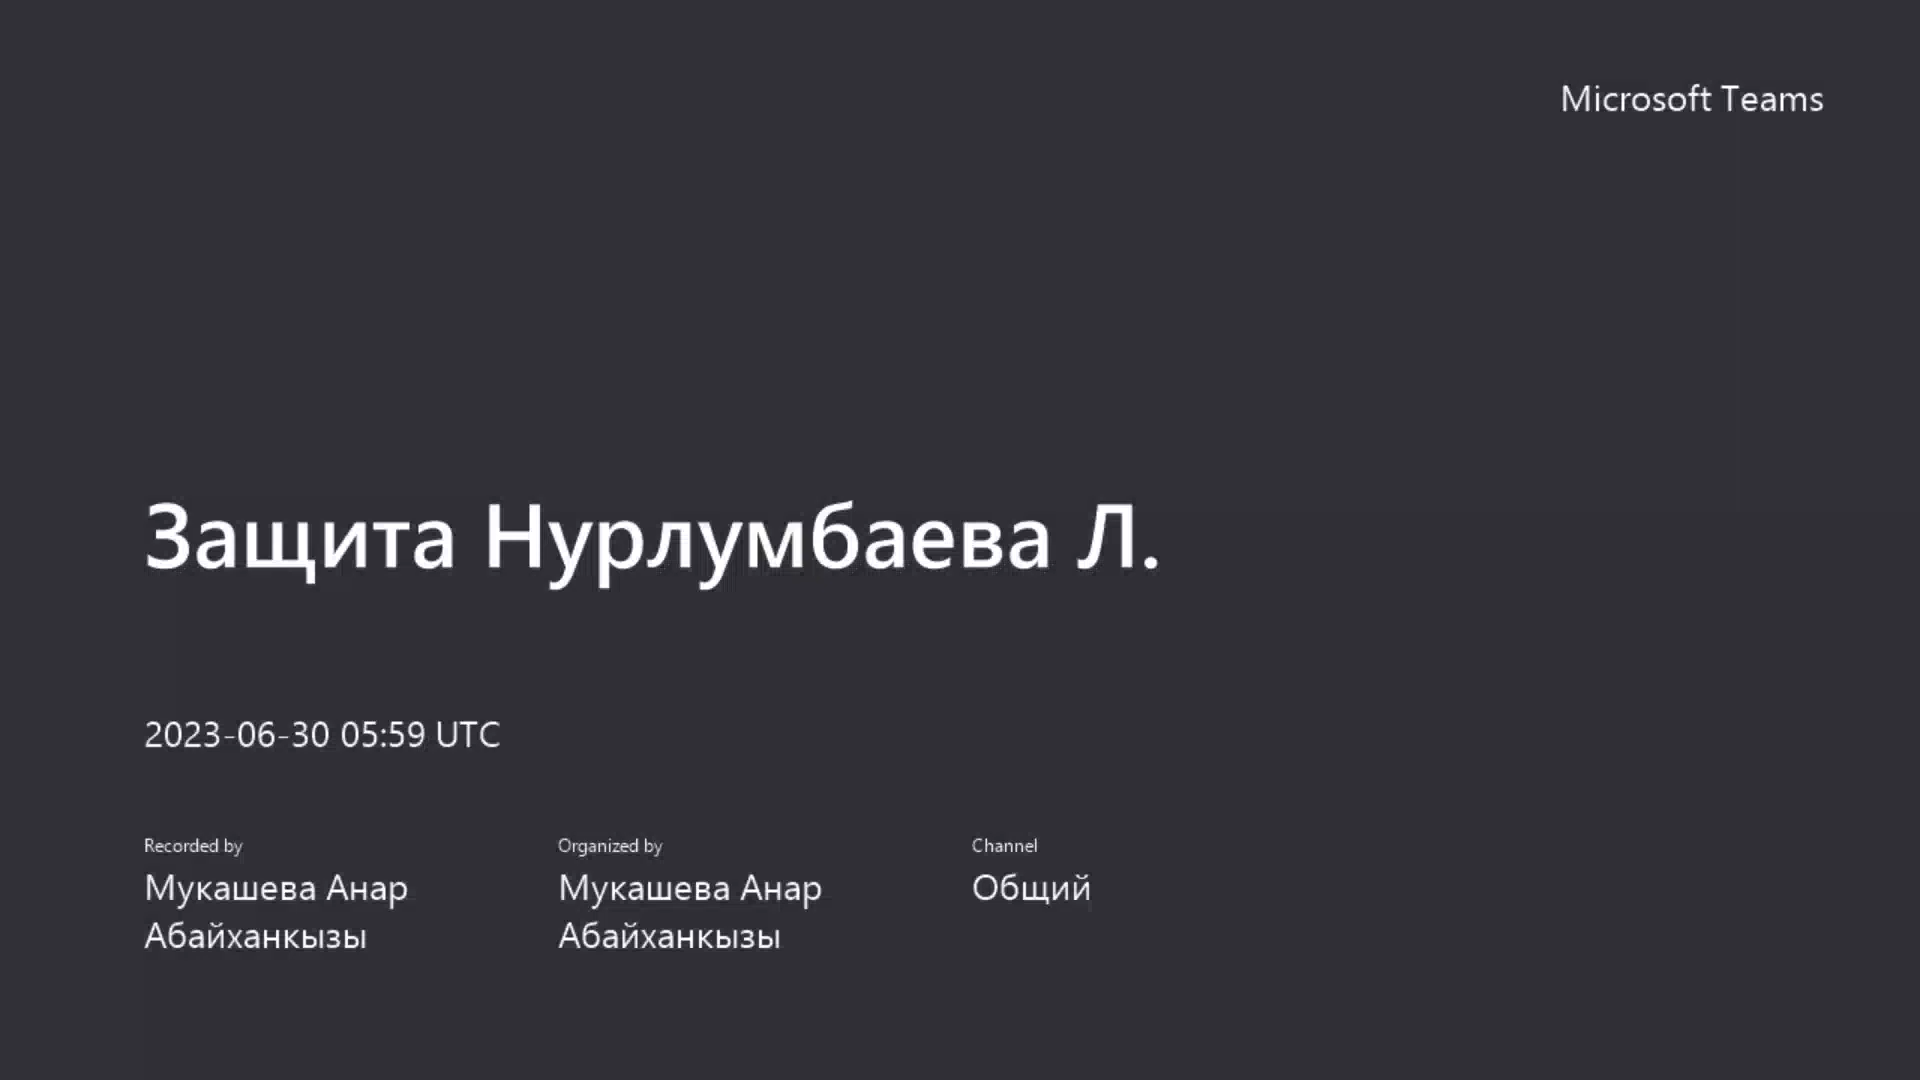 Microsoft Teams
Защита Нурлумбаева Л.
2023-06-30 05:59 UTC
Recorded by
Мукашева Анар
Абайханкызы
Organized by
Мукашева Анар
Абайханкызы
Channel
Общий